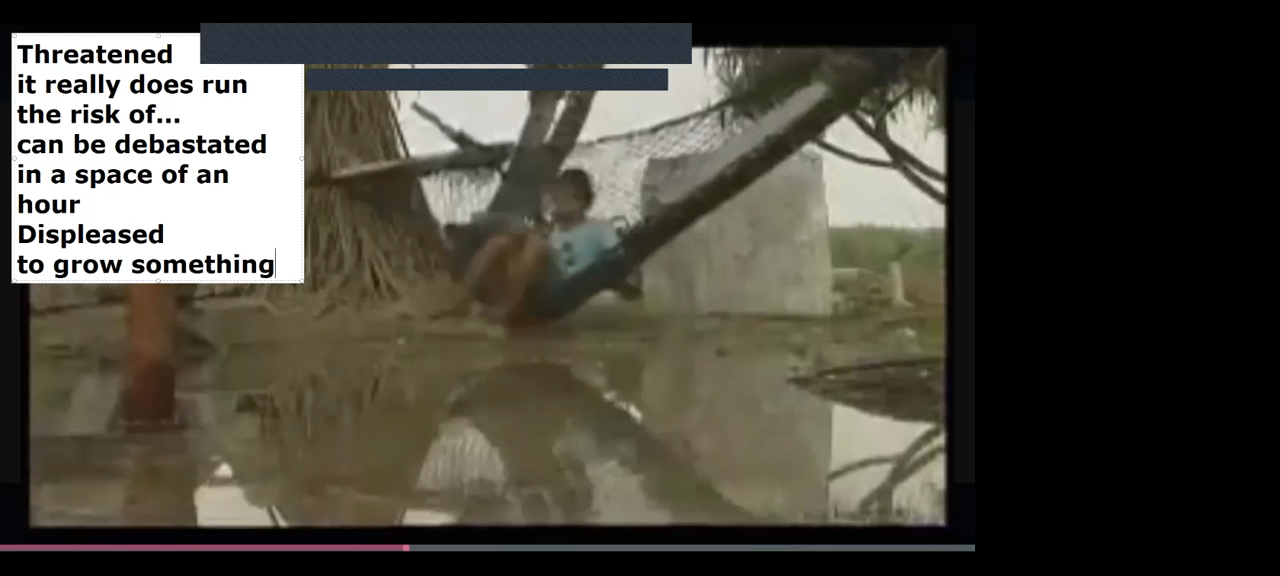 Threatened
it really does run
the risk of...
can be debastated
in a space of an
hour
Displeased
to grow something